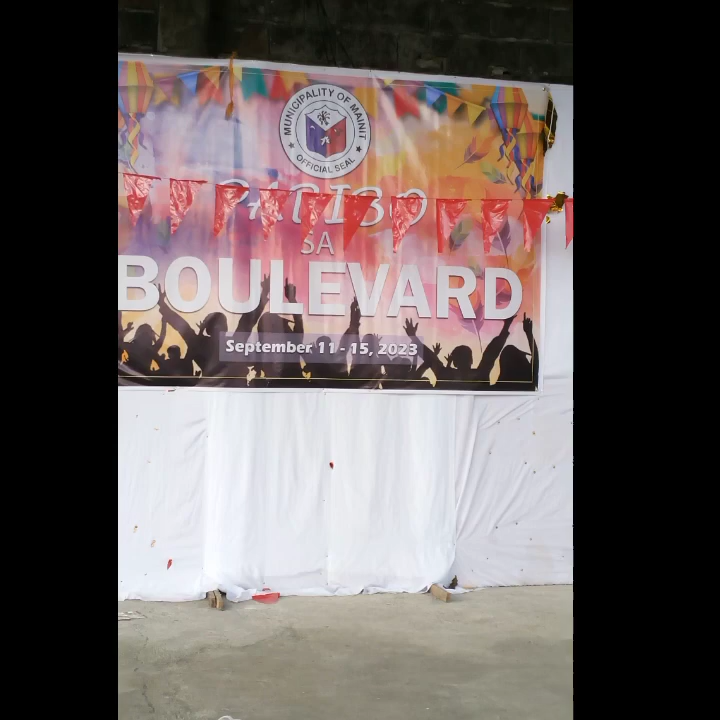 MUNICIPALITY OF MAINIT
OFFICIAL SEAL
SA
BOULEVARD
September 11 - 15, 2023